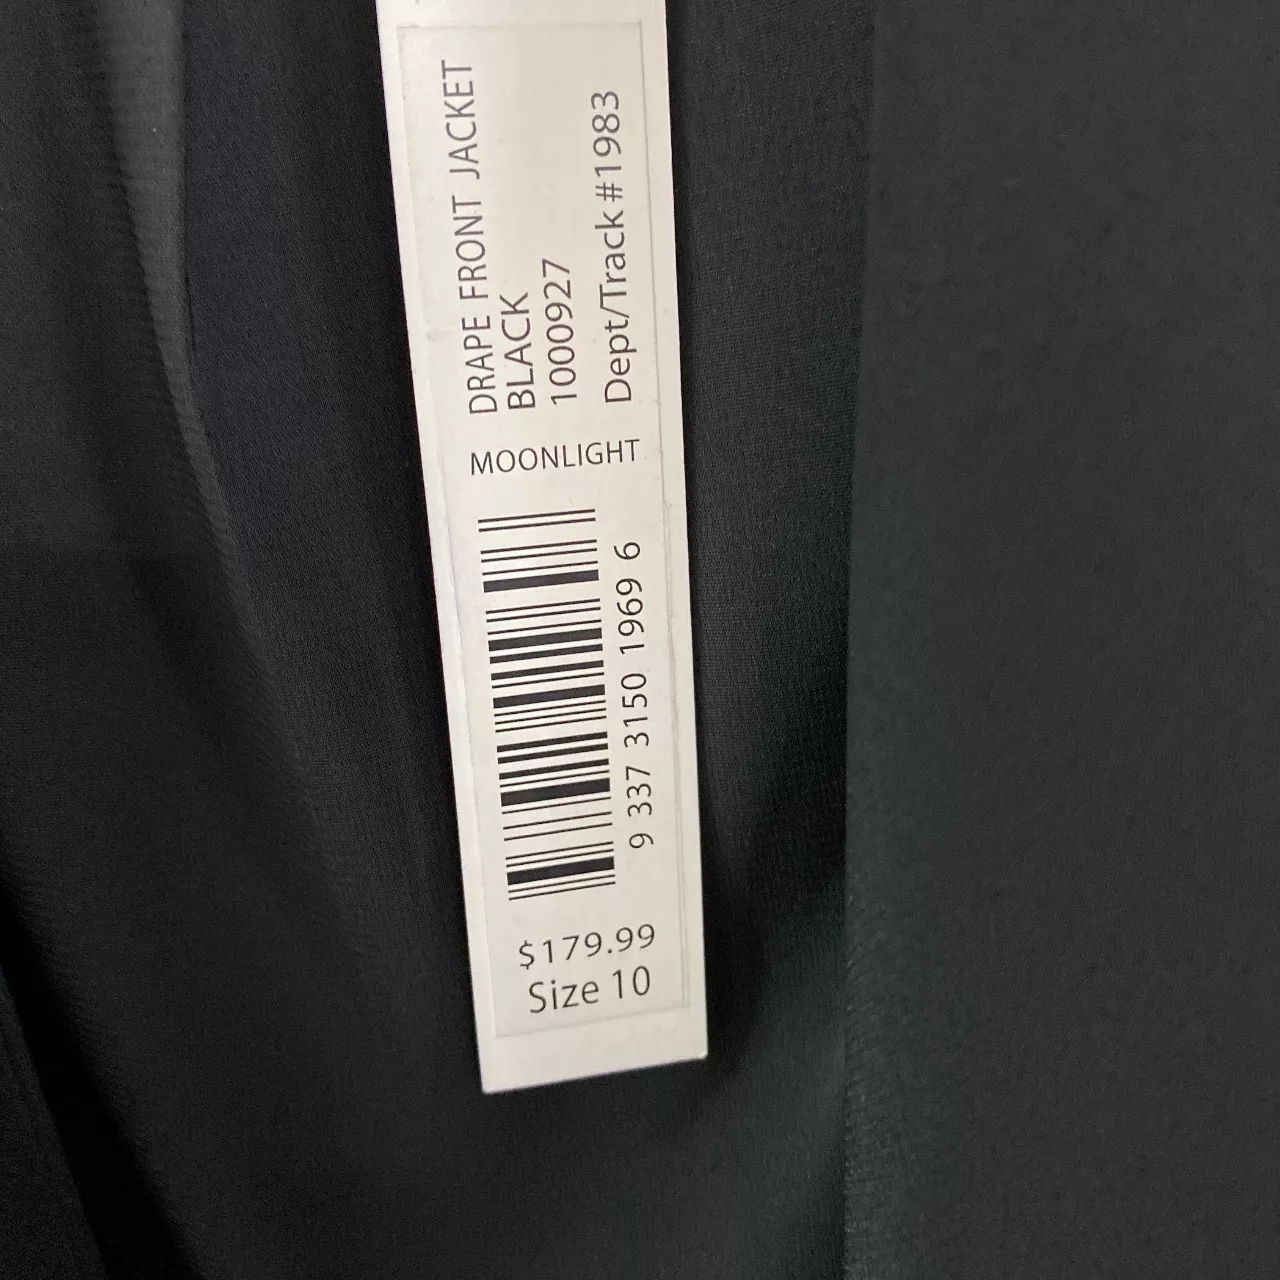 DRAPE FRONT JACKET
BLACK
1000927
Dept/Track #1983
MOONLIGHT
9 337 3150 1969 6
$179.99
Size 10